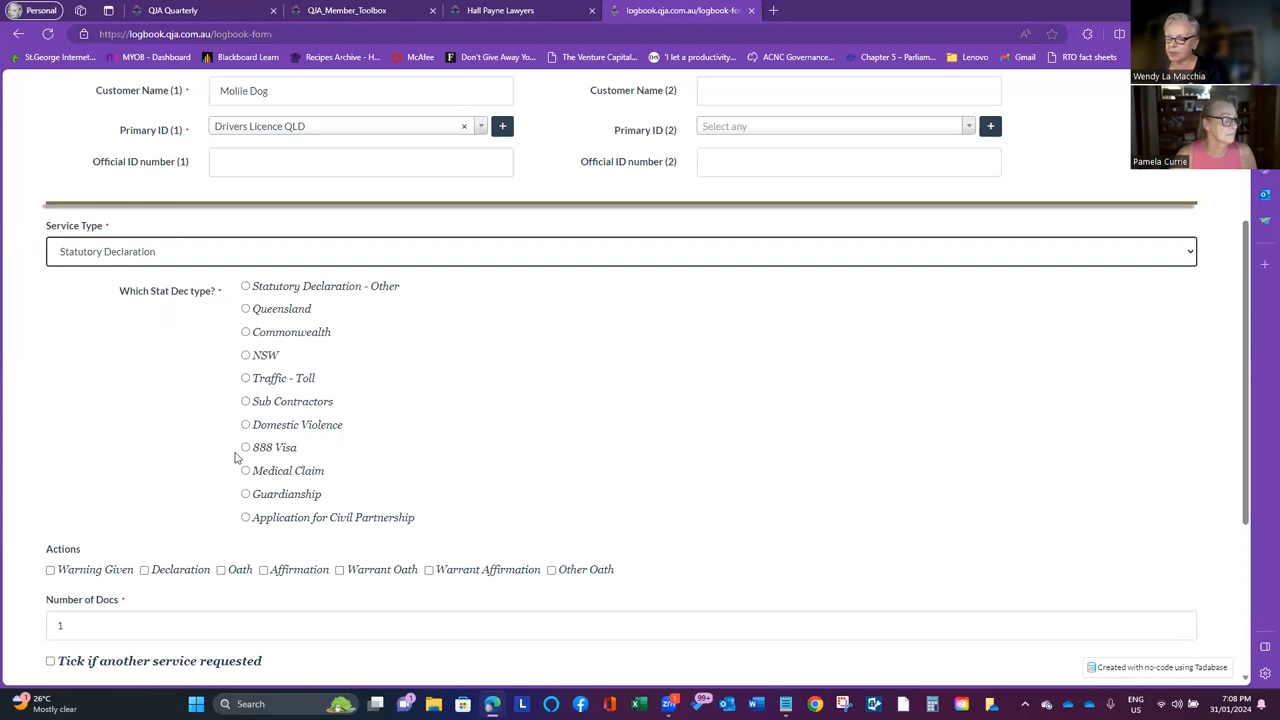 Personal
QJA Quarterly
QJA_Member_Toolbox
Hall Payne Lawyers
logbook.qja.com.au/logbook-fo
https://logbook.qja.com.au/logbook-form
St.George Internet...
MYOB - Dashboard
Blackboard Learn
Recipes Archive - H...
McAfee
Don't Give Away Yo...
The Venture Capital...
I let a productivity...
ACNC Governance...
Chapter 5 – Parliam...
Lenovo
Gmail
RTO fact sheets
Wendy La Macchia
Pamela Currie
Customer Name (1) *
Mollie Dog
Customer Name (2)
Primary ID (1) *
Drivers Licence QLD
×
+
Primary ID (2)
Select any
+
Official ID number (1)
Official ID number (2)
Service Type *
Statutory Declaration
Which Stat Dec type? *
Statutory Declaration - Other
Queensland
Commonwealth
NSW
Traffic - Toll
Sub Contractors
Domestic Violence
888 Visa
Medical Claim
Guardianship
Application for Civil Partnership
Actions
Warning Given
Declaration
Oath
Affirmation
Warrant Oath
Warrant Affirmation
Other Oath
Number of Docs *
1
Tick if another service requested
Created with no-code using Tadabase
26°C
Mostly clear
Search
99+
ENG
US
7:08 PM
31/01/2024